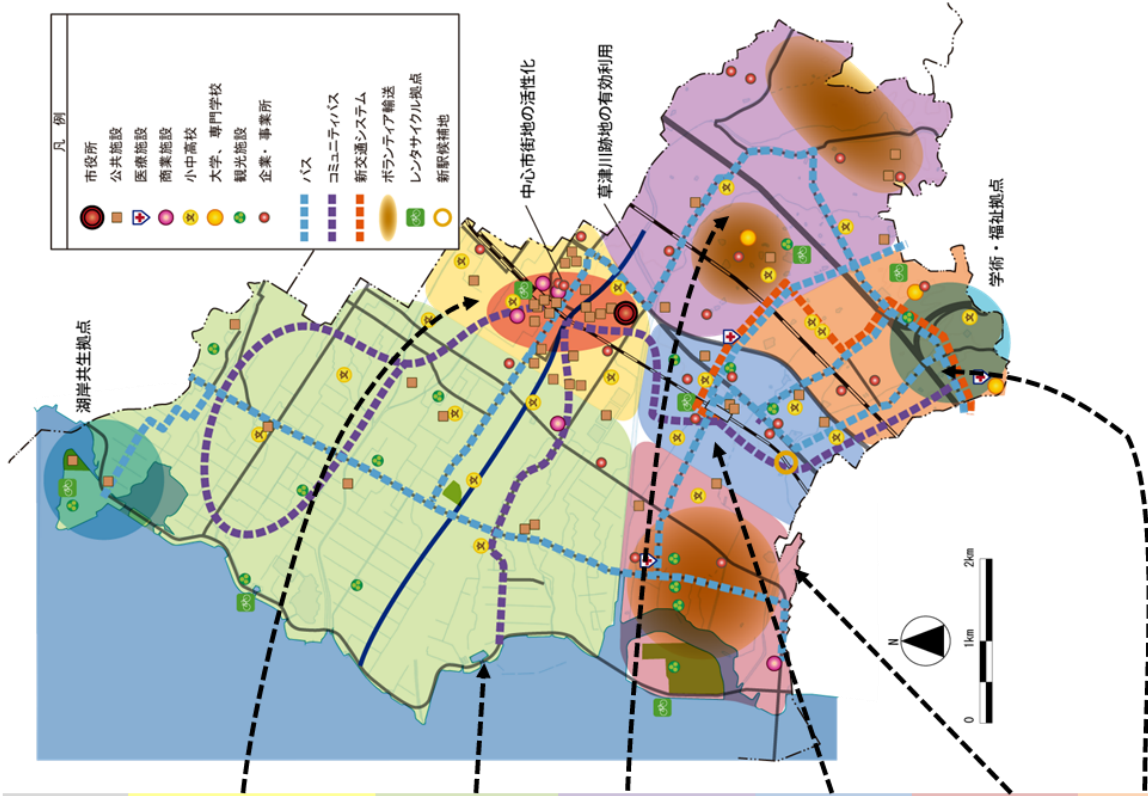 凡 例
市役所
公共施設
医療施設
商業施設
小中高校
大学、専門学校
観光施設
企業・事業所
バス
コミュニティバス
新交通システム
ボランティア輸送
レンタサイクル拠点
新駅候補地
湖岸共生拠点
中心市街地の活性化
草津川跡地の有効利用
学術・福祉拠点
N
0
1km
2km